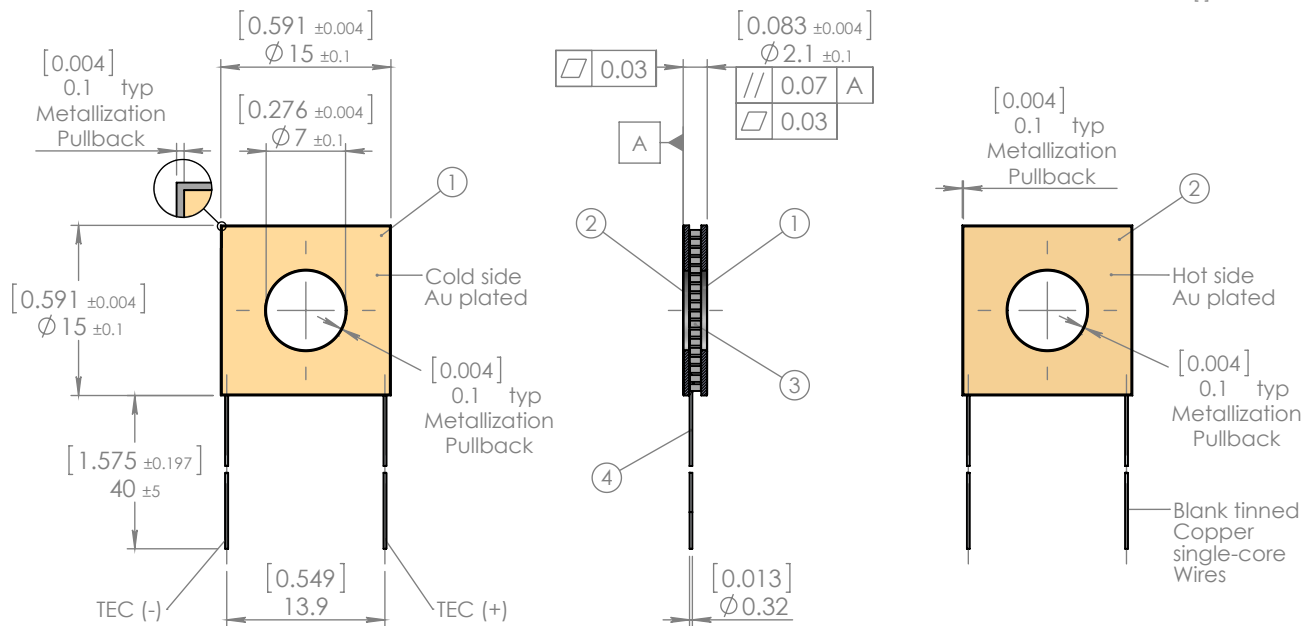 [0.591 ±0.004]
Ø15 ±0.1
[0.004]
0.1 typ
Metallization
Pullback
[0.276 ±0.004]
Ø7 ±0.1
1
Cold side
Au plated
[0.591 ±0.004]
Ø15 ±0.1
[0.004]
0.1 typ
Metallization
Pullback
[1.575 ±0.197]
40 ±5
TEC (-)
[0.549]
13.9
TEC (+)
[0.083 ±0.004]
Ø2.1 ±0.1
⏥ 0.03
// 0.07 A
⏥ 0.03
A
2
1
3
4
[0.013]
Ø0.32
[0.004]
0.1 typ
Metallization
Pullback
2
Hot side
Au plated
[0.004]
0.1 typ
Metallization
Pullback
Blank tinned
Copper
single-core
Wires